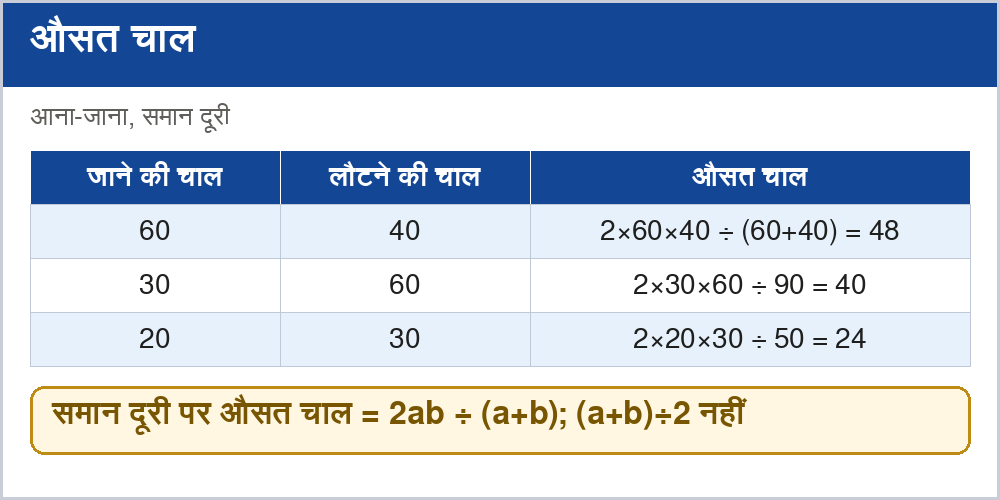 औसत चाल
आना-जाना, समान दूरी
जाने की चाल लौटने की चाल औसत चाल
60 40 2×60×40 ÷ (60+40) = 48
30 60 2×30×60 ÷ 90 = 40
20 30 2×20×30 ÷ 50 = 24
समान दूरी पर औसत चाल = 2ab ÷ (a+b); (a+b)÷2 नहीं